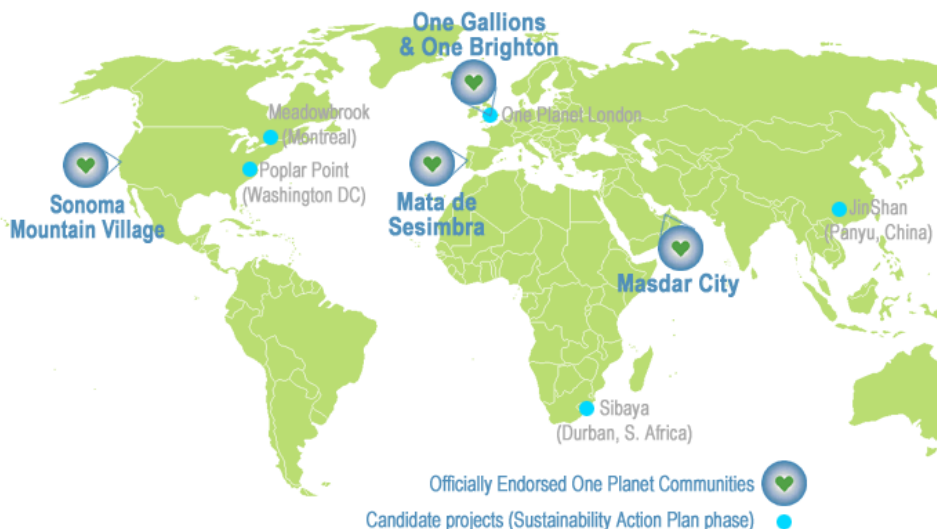 One Gallions
& One Brighton
Meadowbrook
(Montreal)
One Planet London
Poplar Point
(Washington DC)
Sonoma
Mountain Village
Mata de
Sesimbra
JinShan
(Panyu, China)
Masdar City
Sibaya
(Durban, S. Africa)
Officially Endorsed One Planet Communities
Candidate projects (Sustainability Action Plan phase)